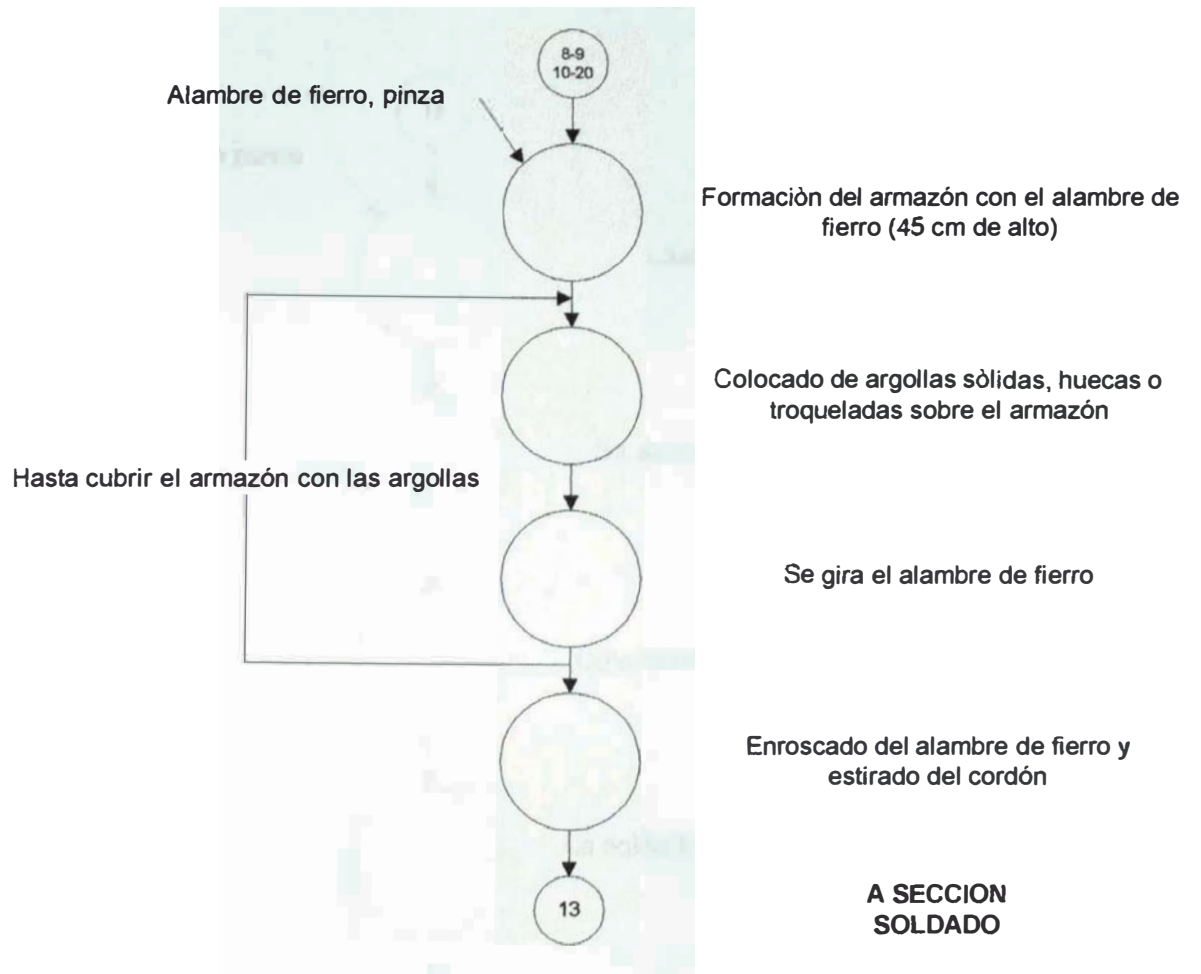 8-9
10-20
Alambre de fierro, pinza
Formaciòn del armazón con el alambre de
fierro (45 cm de alto)
Colocado de argollas sòlidas, huecas o
troqueladas sobre el armazón
Hasta cubrir el armazón con las argollas
Se gira el alambre de fierro
Enroscado del alambre de fierro y
estirado del cordón
13
A SECCION
SOLDADO